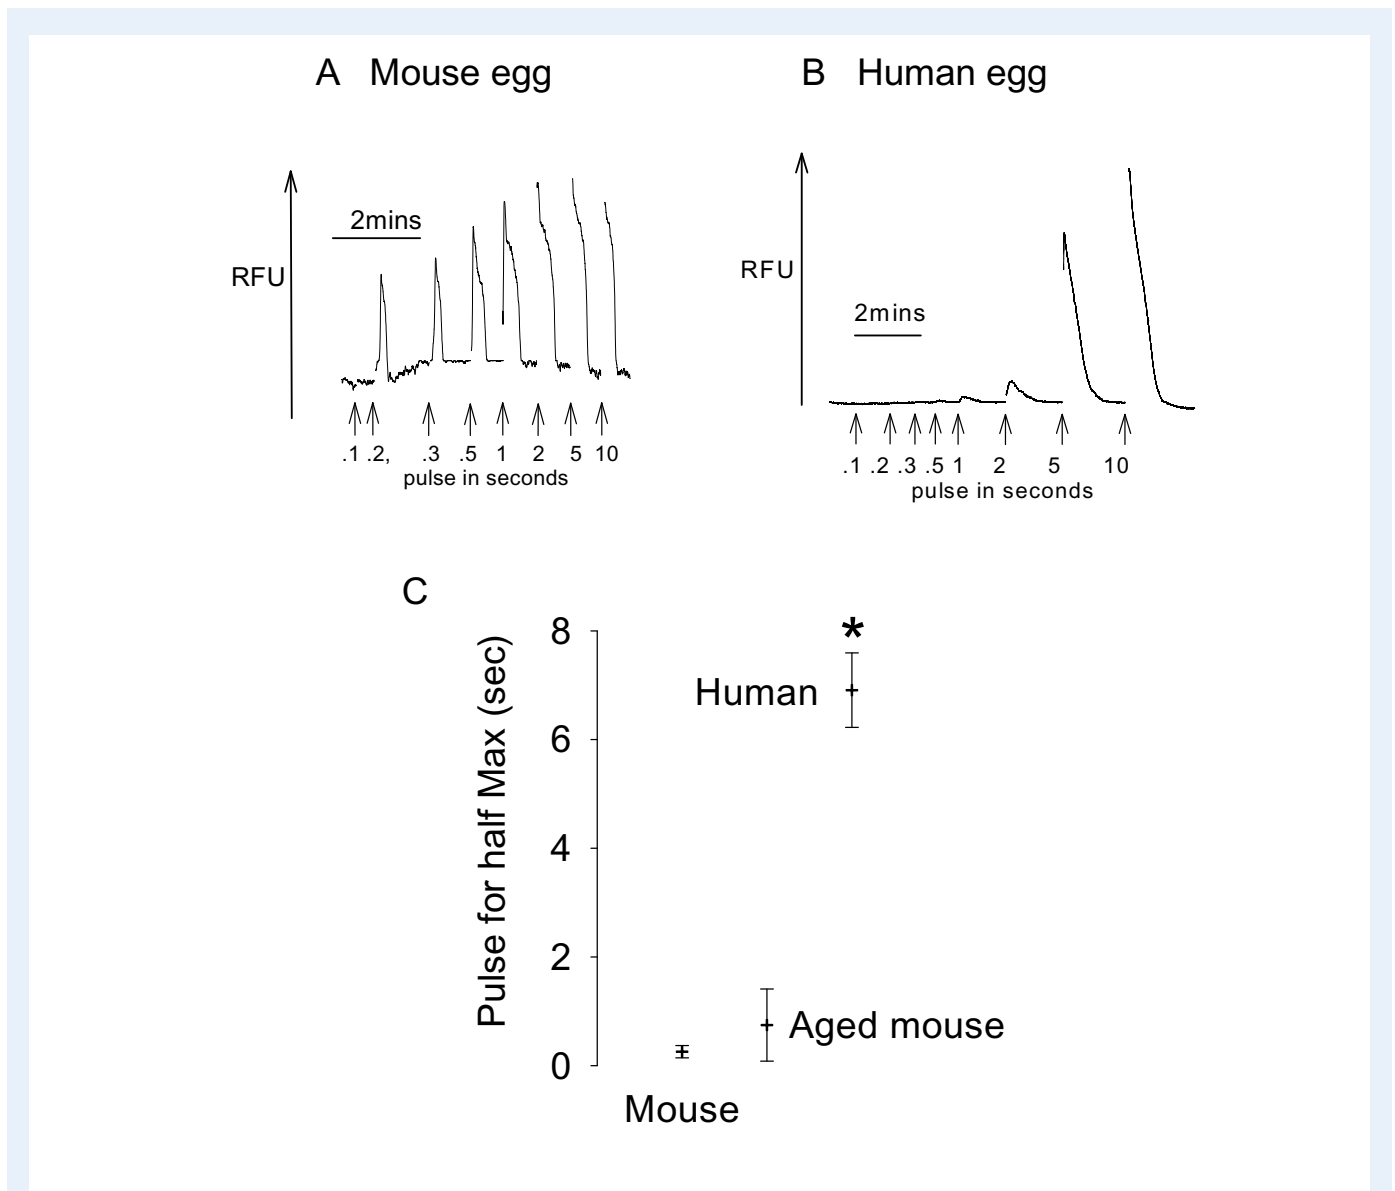 A Mouse egg
RFU
2mins
.1 .2, .3 .5 1 2 5 10
pulse in seconds
B Human egg
RFU
2mins
.1 .2 .3 .5 1 2 5 10
pulse in seconds
C
Pulse for half Max (sec)
8
6
4
2
0
*
Human
Aged mouse
Mouse